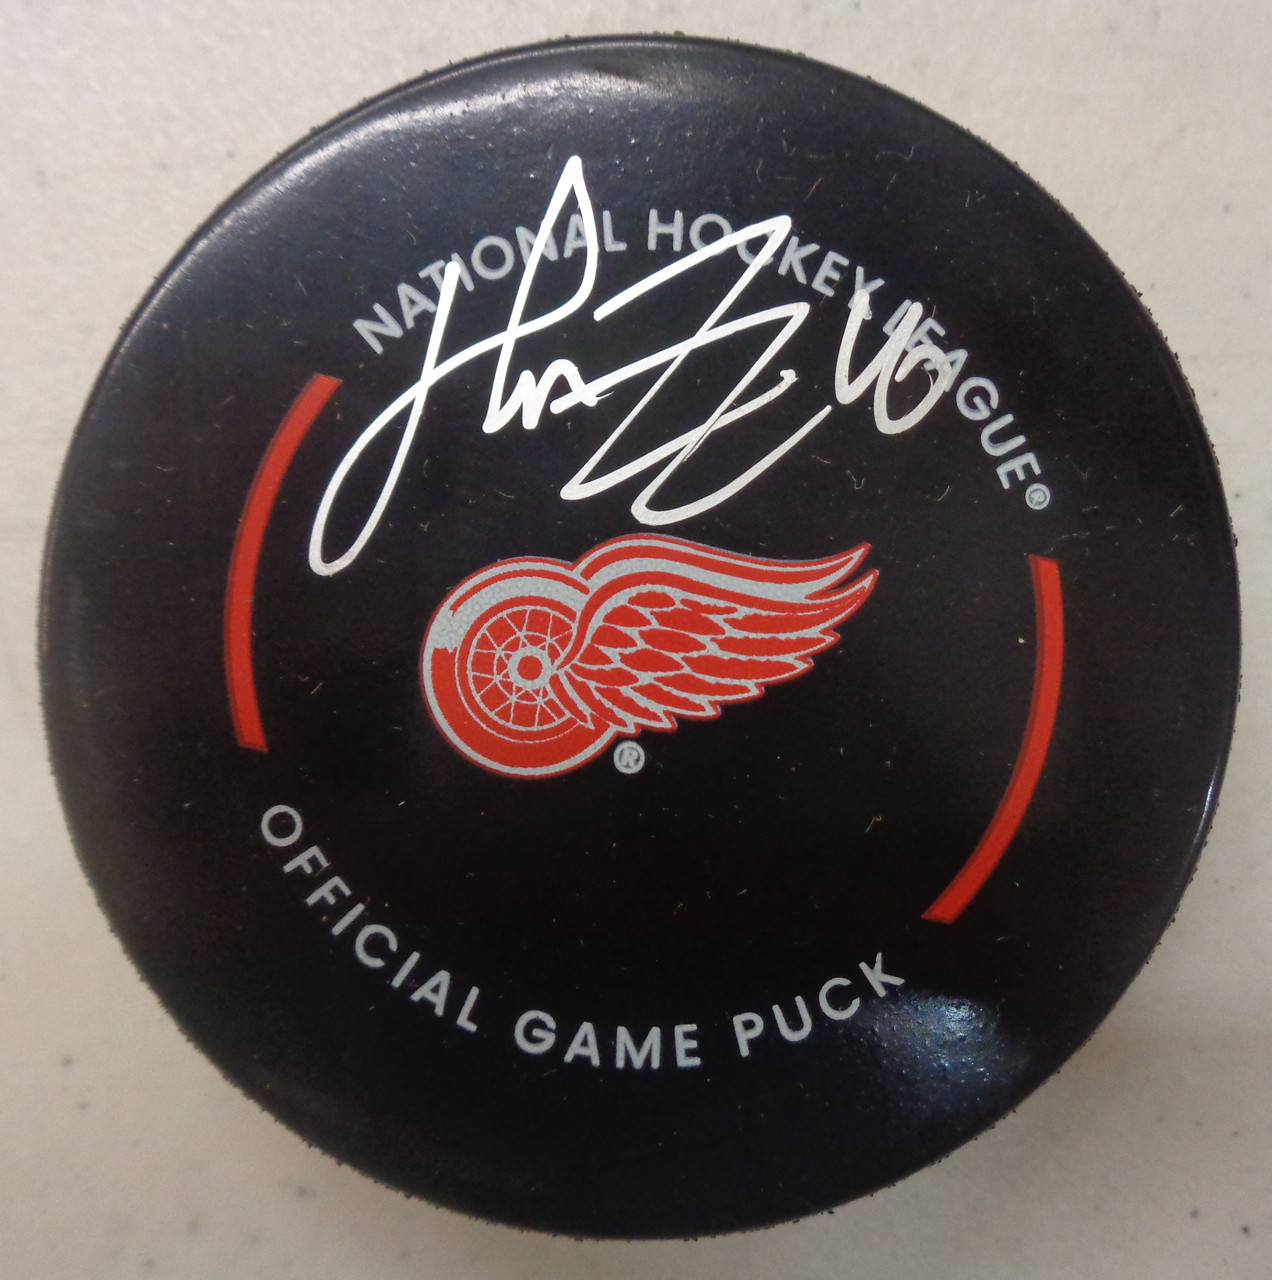 NATIONAL HOCKEY LEAGUE®
®
OFFICIAL GAME PUCK